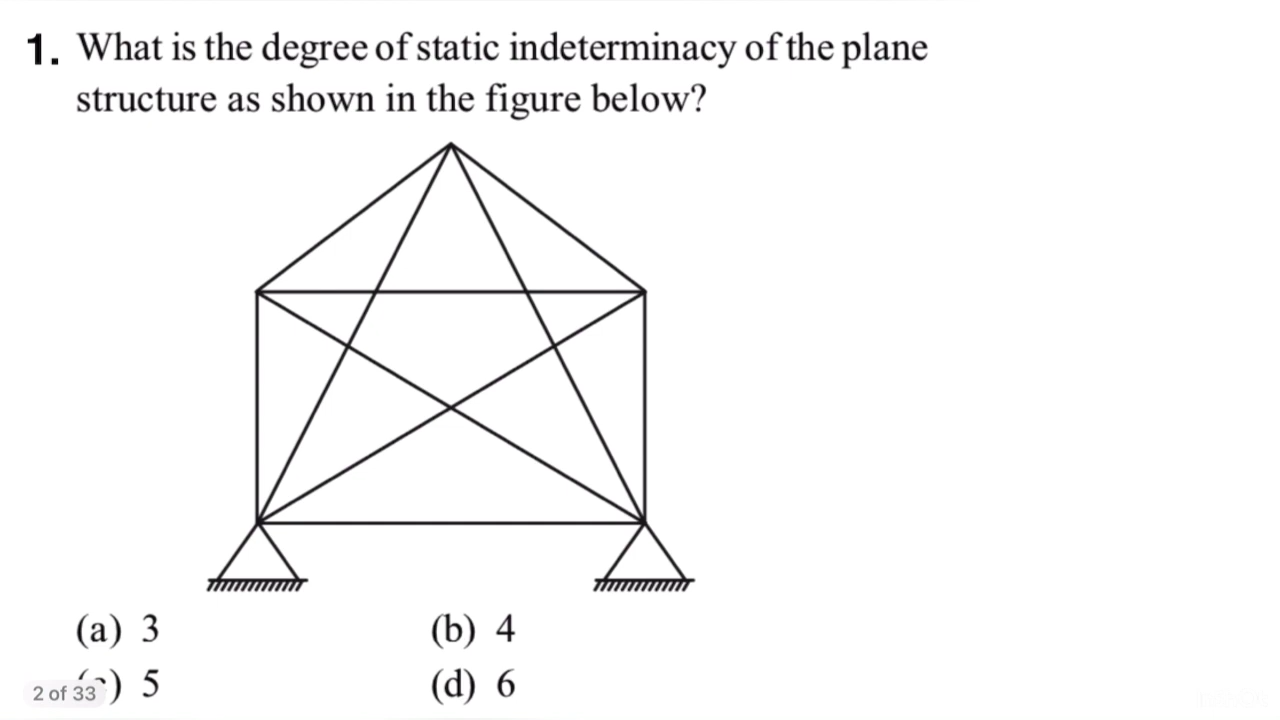 1. What is the degree of static indeterminacy of the plane
structure as shown in the figure below?
(a) 3 (b) 4
) 5 (d) 6
2 of 33